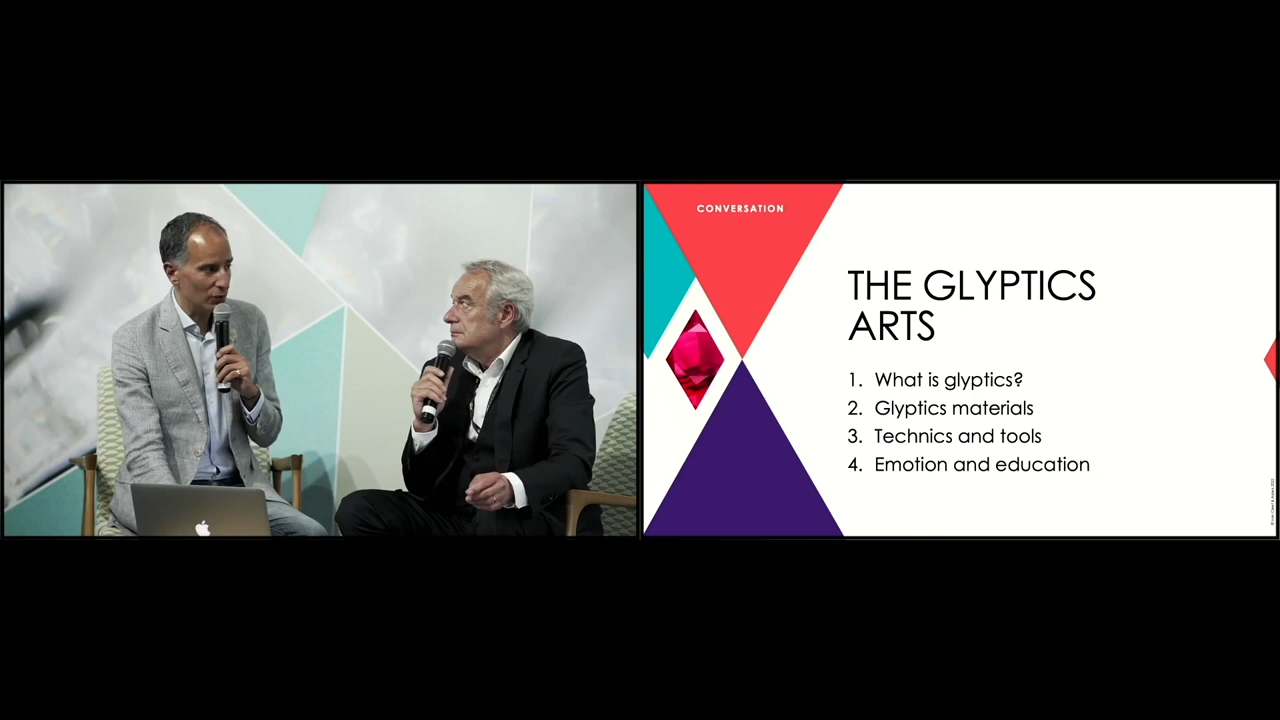 CONVERSATION
THE GLYPTICS
ARTS
1. What is glyptics?
2. Glyptics materials
3. Technics and tools
4. Emotion and education